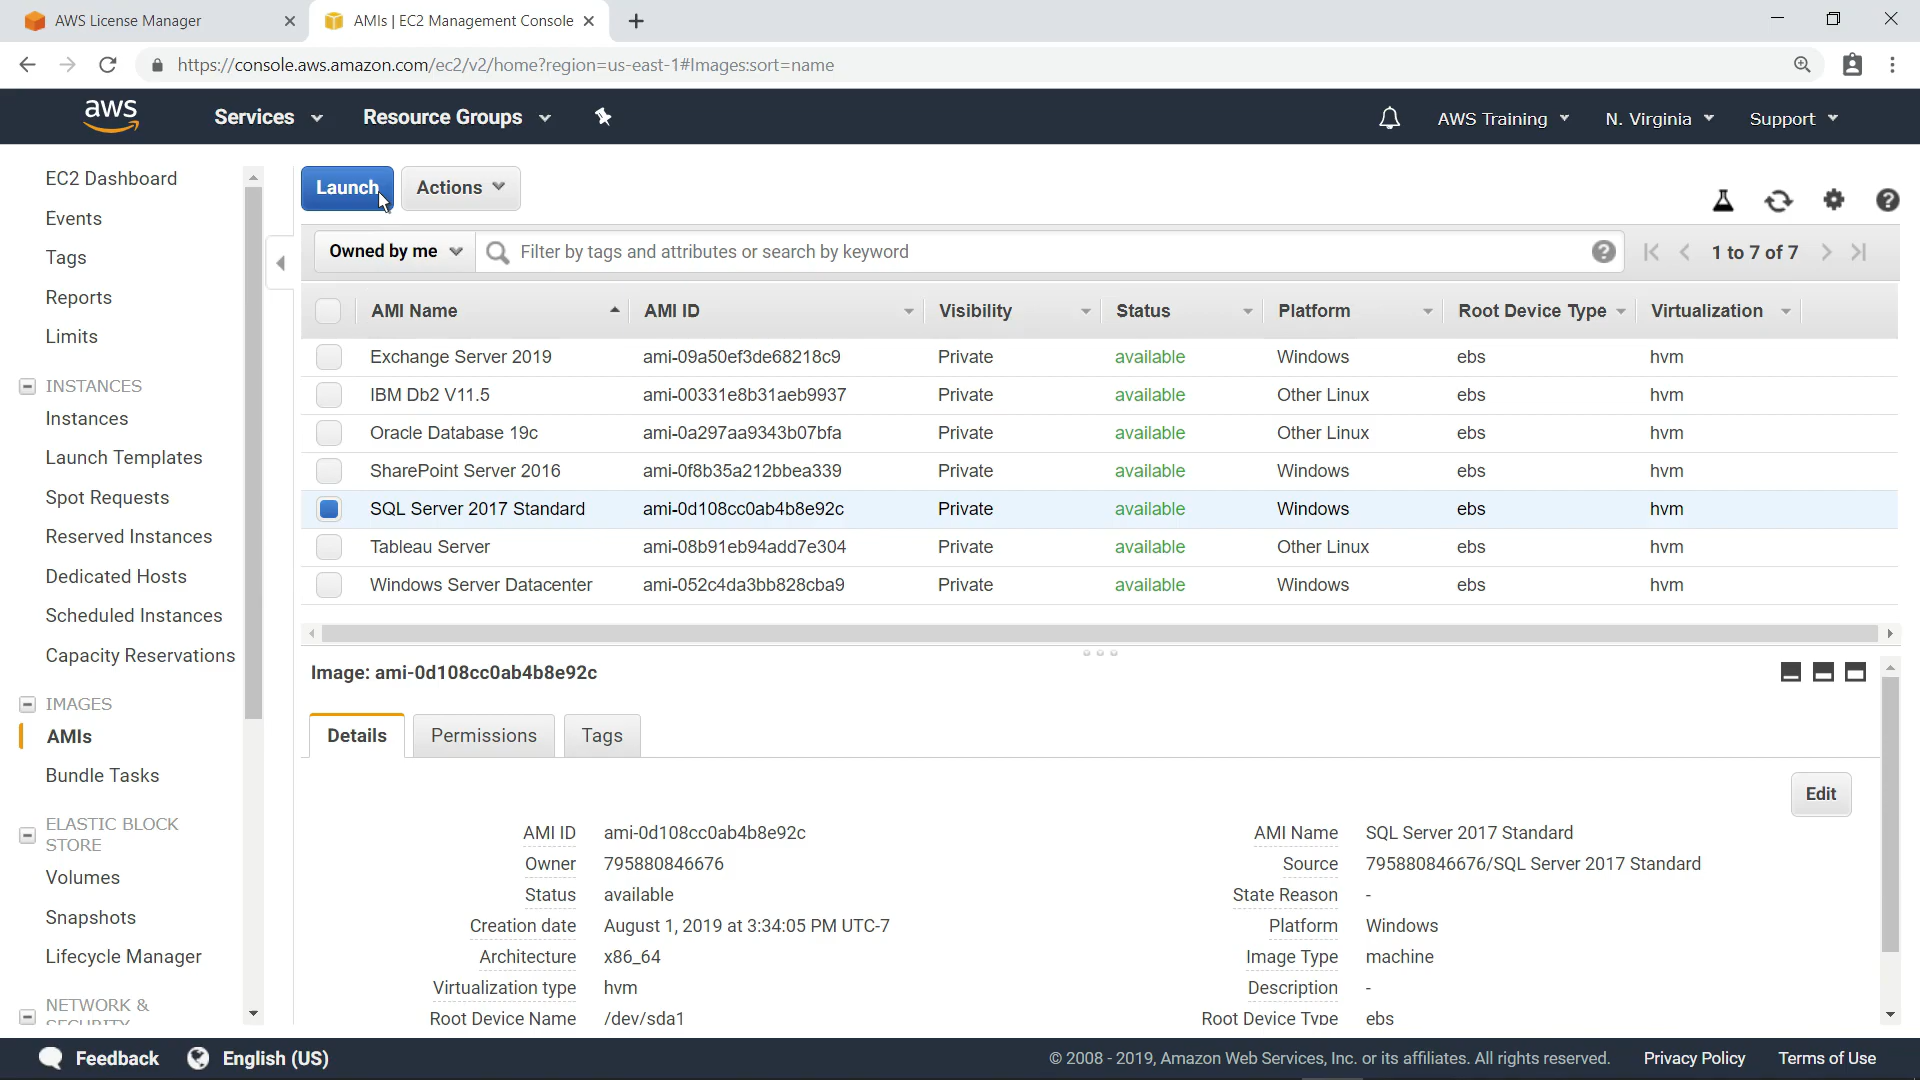 AWS License Manager
AMIs | EC2 Management Console
https://console.aws.amazon.com/ec2/v2/home?region=us-east-1#Images:sort=name
aws
Services
Resource Groups
AWS Training
N. Virginia
Support
EC2 Dashboard
Events
Tags
Reports
Limits
INSTANCES
Instances
Launch Templates
Spot Requests
Reserved Instances
Dedicated Hosts
Scheduled Instances
Capacity Reservations
IMAGES
AMIs
Bundle Tasks
ELASTIC BLOCK
STORE
Volumes
Snapshots
Lifecycle Manager
NETWORK &
SECURITY
Launch
Actions
Owned by me
Filter by tags and attributes or search by keyword
1 to 7 of 7
AMI Name AMI ID Visibility Status Platform Root Device Type Virtualization
Exchange Server 2019 ami-09a50ef3de68218c9 Private available Windows ebs hvm
IBM Db2 V11.5 ami-00331e8b31aeb9937 Private available Other Linux ebs hvm
Oracle Database 19c ami-0a297aa9343b07bfa Private available Other Linux ebs hvm
SharePoint Server 2016 ami-0f8b35a212bbea339 Private available Windows ebs hvm
SQL Server 2017 Standard ami-0d108cc0ab4b8e92c Private available Windows ebs hvm
Tableau Server ami-08b91eb94add7e304 Private available Other Linux ebs hvm
Windows Server Datacenter ami-052c4da3bb828cba9 Private available Windows ebs hvm
Image: ami-0d108cc0ab4b8e92c
Details
Permissions
Tags
Edit
AMI ID ami-0d108cc0ab4b8e92c
Owner 795880846676
Status available
Creation date August 1, 2019 at 3:34:05 PM UTC-7
Architecture x86_64
Virtualization type hvm
Root Device Name /dev/sda1
AMI Name SQL Server 2017 Standard
Source 795880846676/SQL Server 2017 Standard
State Reason -
Platform Windows
Image Type machine
Description -
Root Device Type ebs
Feedback
English (US)
© 2008 - 2019, Amazon Web Services, Inc. or its affiliates. All rights reserved.
Privacy Policy
Terms of Use